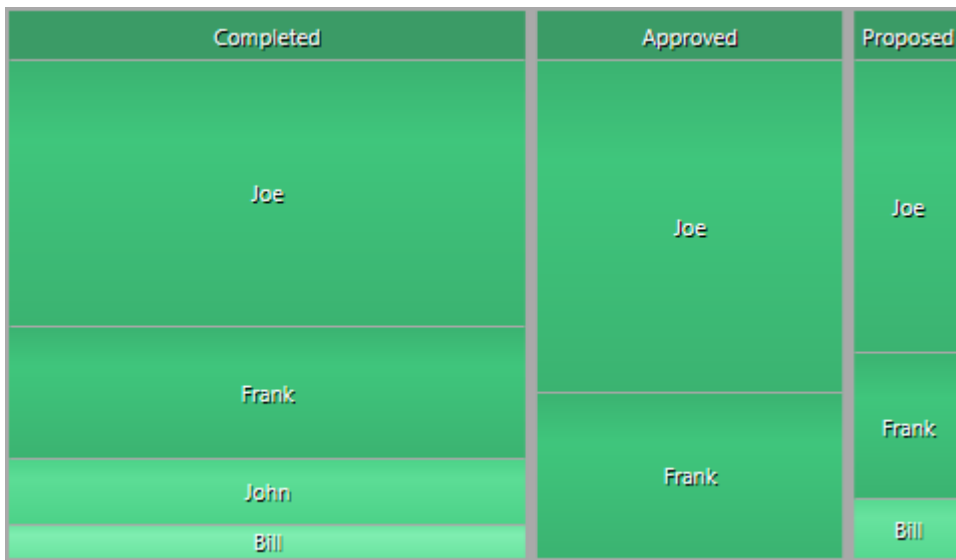 Completed
Approved
Proposed
Joe
Joe
Joe
Frank
Frank
Frank
John
Bill
Bill